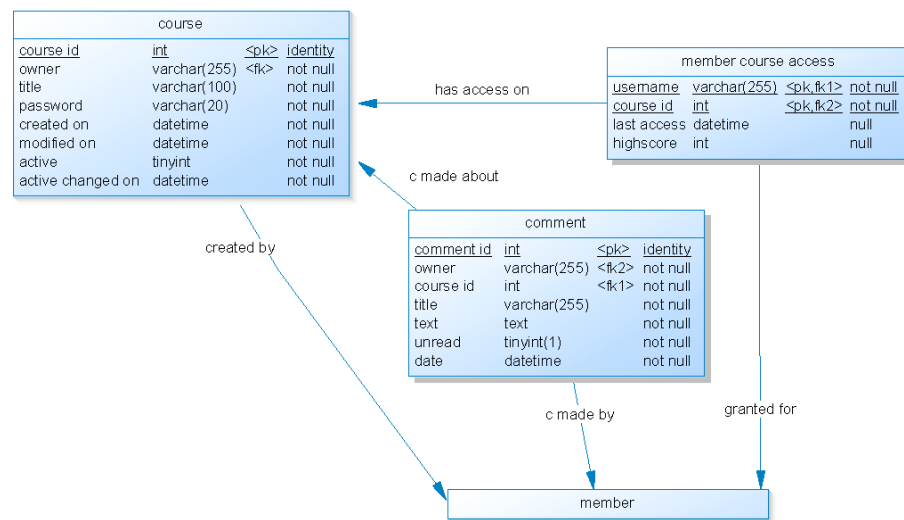 course
course id int <pk> identity
owner varchar(255) <fk> not null
title varchar(100) not null
password varchar(20) not null
created on datetime not null
modified on datetime not null
active tinyint not null
active changed on datetime not null
has access on
member course access
username varchar(255) <pk,fk1> not null
course id int <pk,fk2> not null
last access datetime null
highscore int null
c made about
comment
comment id int <pk> identity
owner varchar(255) <fk2> not null
course id int <fk1> not null
title varchar(255) not null
text text not null
unread tinyint(1) not null
date datetime not null
created by
c made by
granted for
member